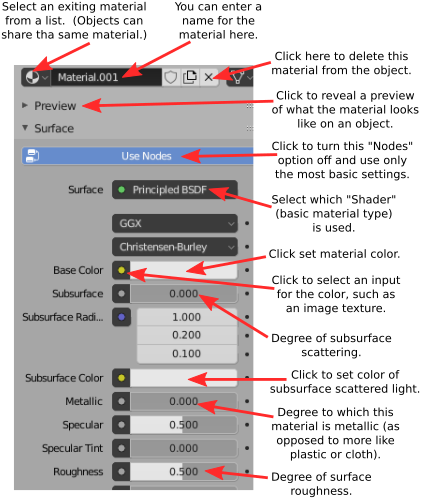 Select an exiting material
from a list.  (Objects can
share tha same material.)
You can enter a
name for the
material here.
Click here to delete this
material from the object.
Material.001
Click to reveal a preview
of what the material looks
like on an object.
Preview
Surface
Click to turn this "Nodes"
option off and use only
the most basic settings.
Use Nodes
Surface
Principled BSDF
Select which "Shader"
(basic material type)
is used.
GGX
Christensen-Burley
Click set material color.
Base Color
Click to select an input
for the color, such as
an image texture.
Subsurface
0.000
Subsurface Radi...
1.000
0.200
0.100
Degree of subsurface
scattering.
Subsurface Color
Click to set color of
subsurface scattered light.
Metallic
0.000
Degree to which this
material is metallic (as
opposed to more like
plastic or cloth).
Specular
0.500
Specular Tint
0.000
Roughness
0.500
Degree of surface
roughness.